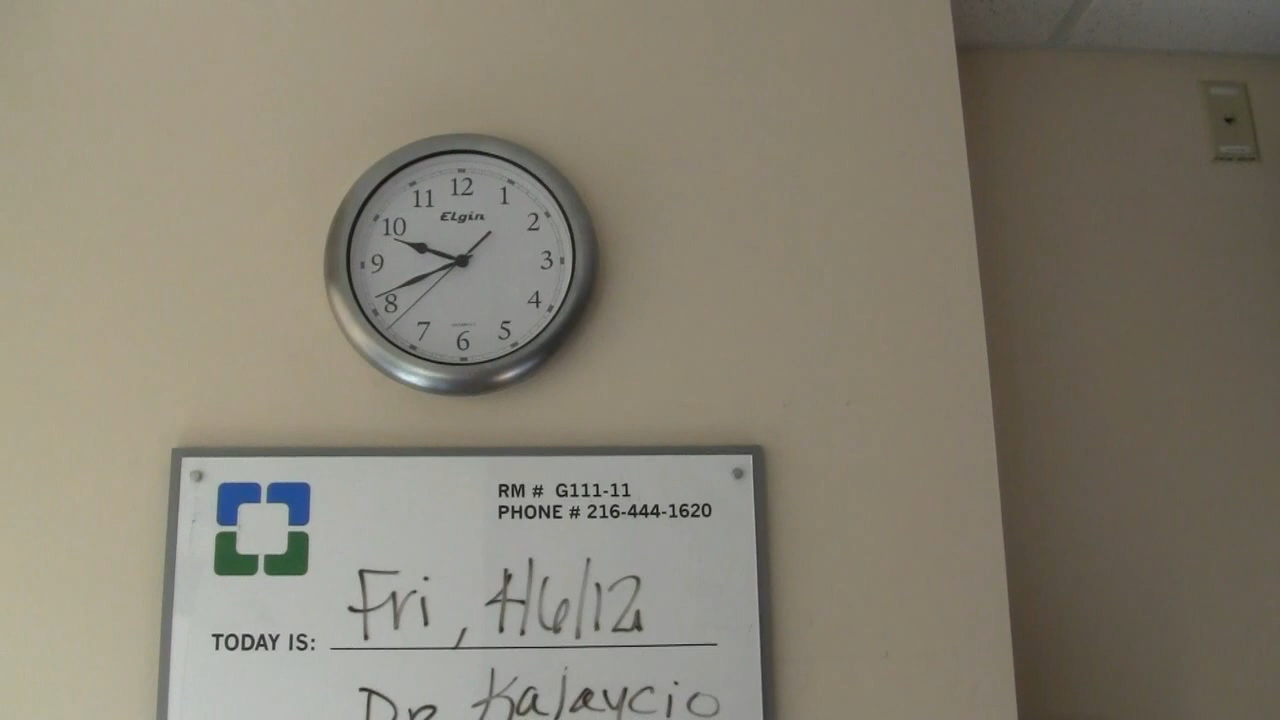 12
11 1
Elgin
10 2
9 3
8 4
7 5
6
RM # G111-11
PHONE # 216-444-1620
TODAY IS: Fri, 4/6/12
Dr Kalaycio